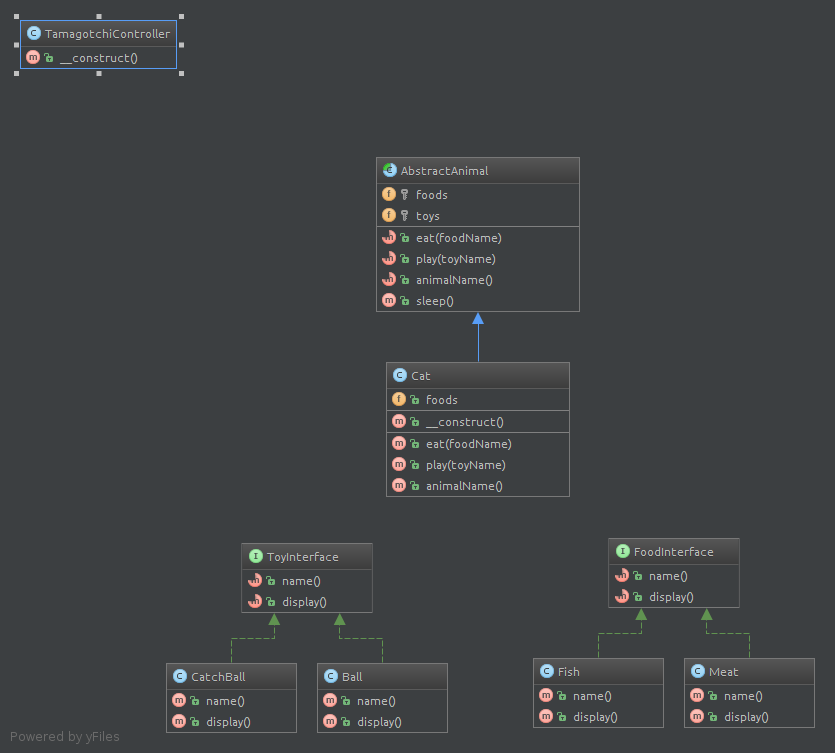 TamagotchiController
__construct()
AbstractAnimal
foods
toys
eat(foodName)
play(toyName)
animalName()
sleep()
Cat
foods
__construct()
eat(foodName)
play(toyName)
animalName()
ToyInterface
name()
display()
FoodInterface
name()
display()
CatchBall
name()
display()
Ball
name()
display()
Fish
name()
display()
Meat
name()
display()
Powered by yFiles